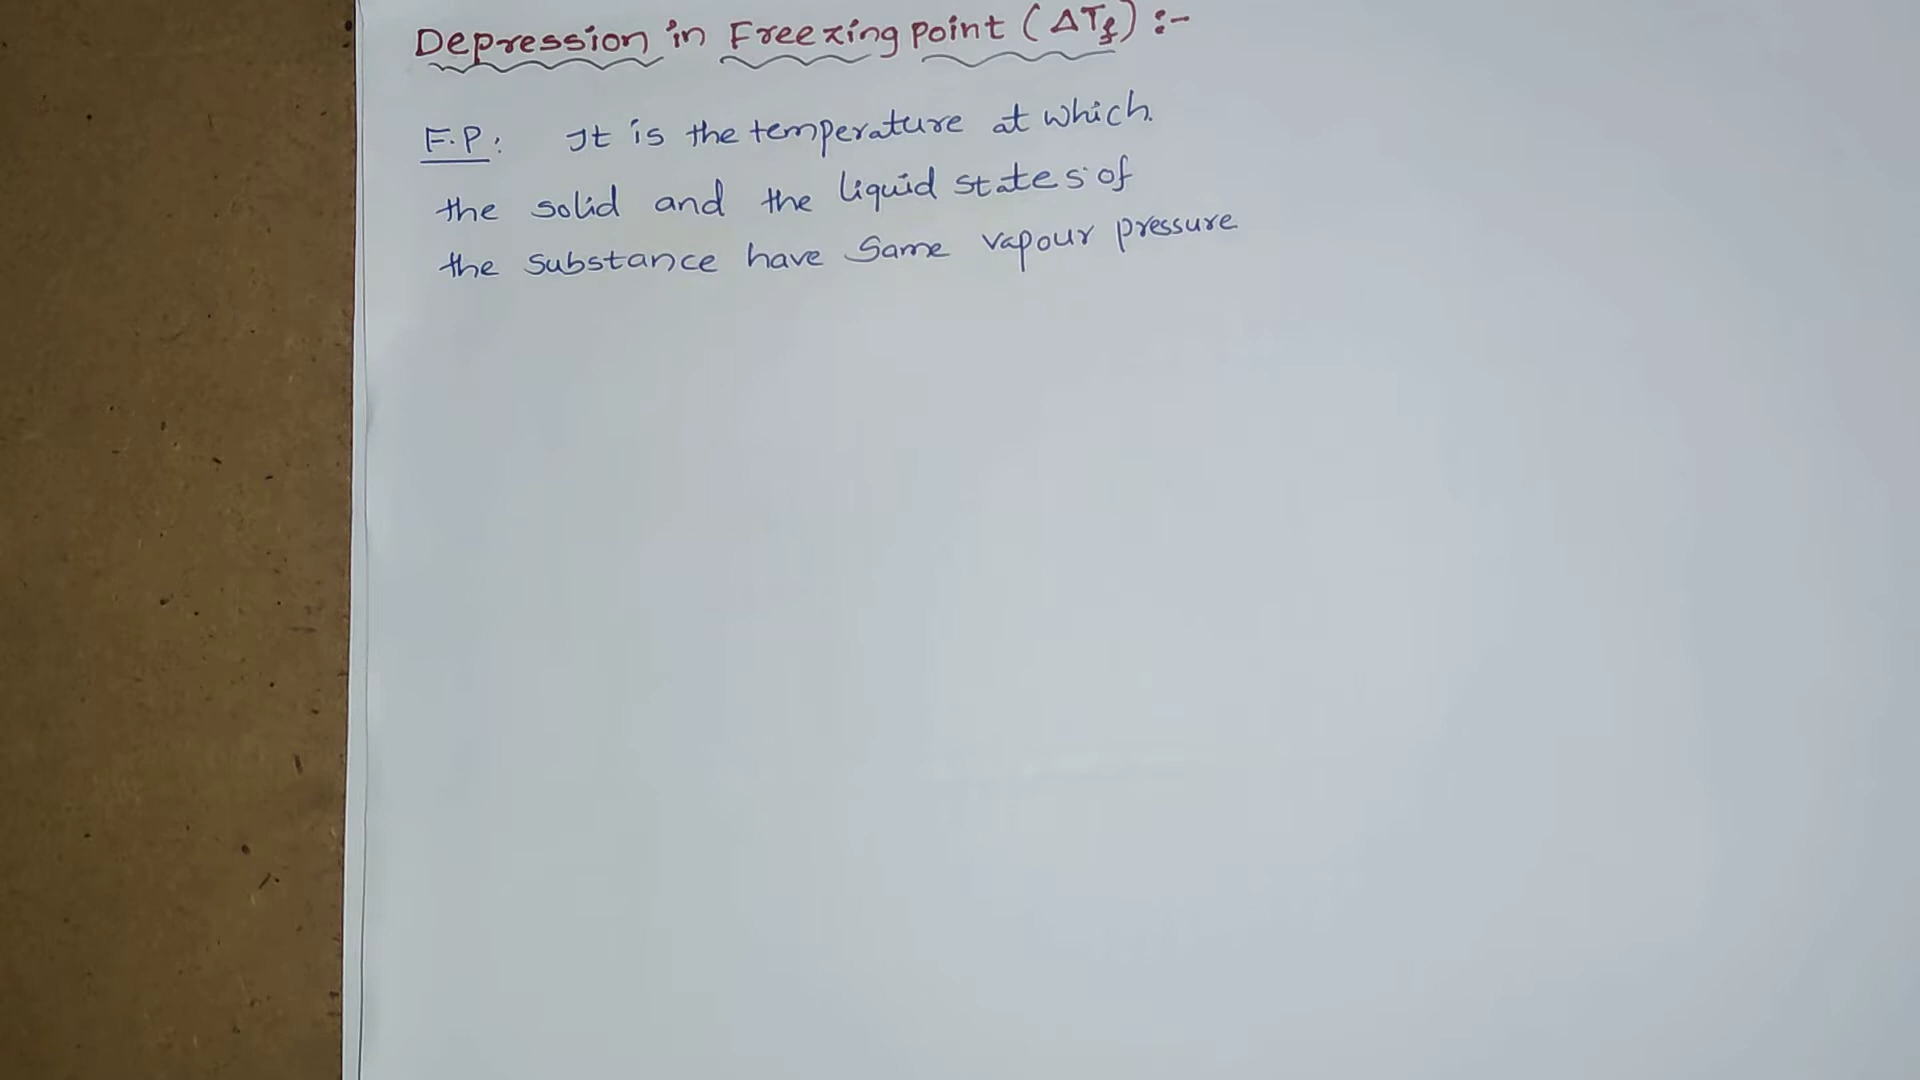 Depression in Freezing point (ΔTf) :-
F.P: It is the temperature at which
the solid and the liquid states of
the substance have same vapour pressure